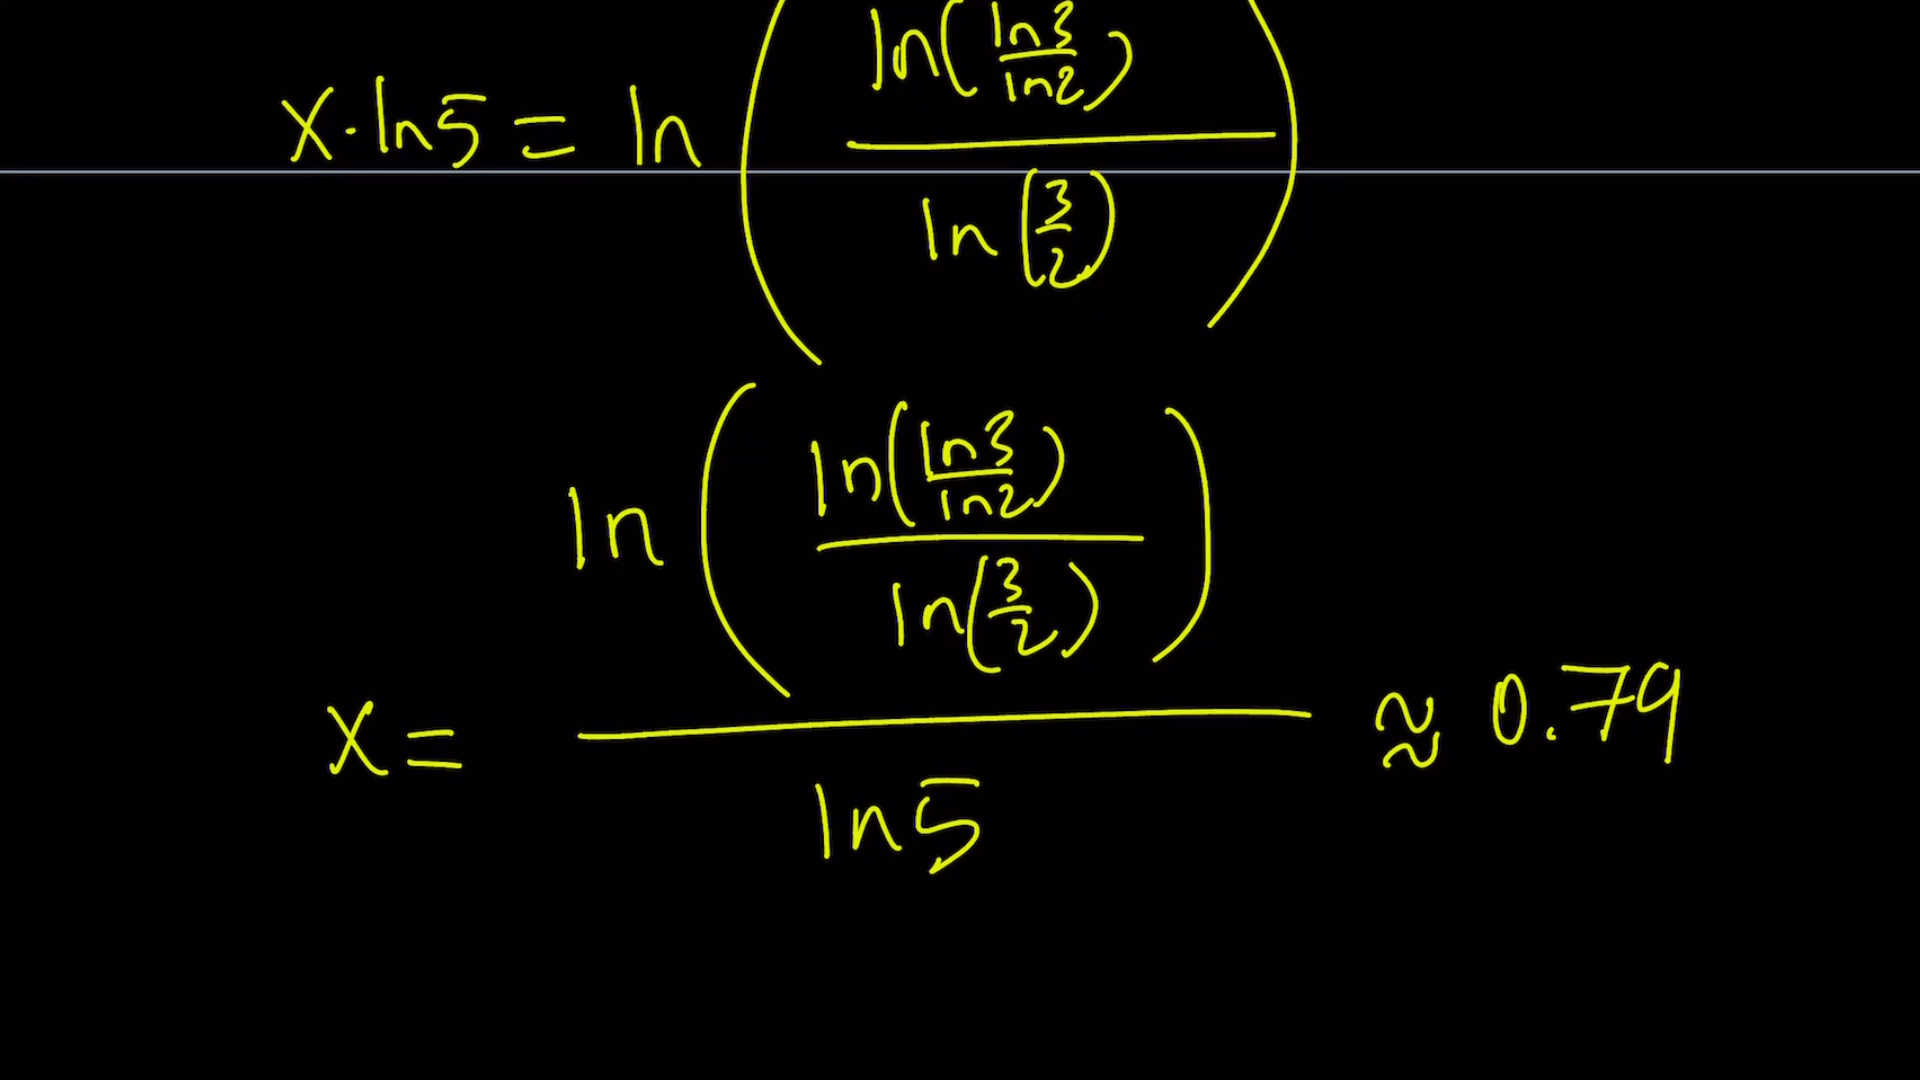 x·ln5 = ln( ln(ln3/ln2) / ln(3/2) )
x = ln( ln(ln3/ln2) / ln(3/2) ) / ln5 ≈ 0.79